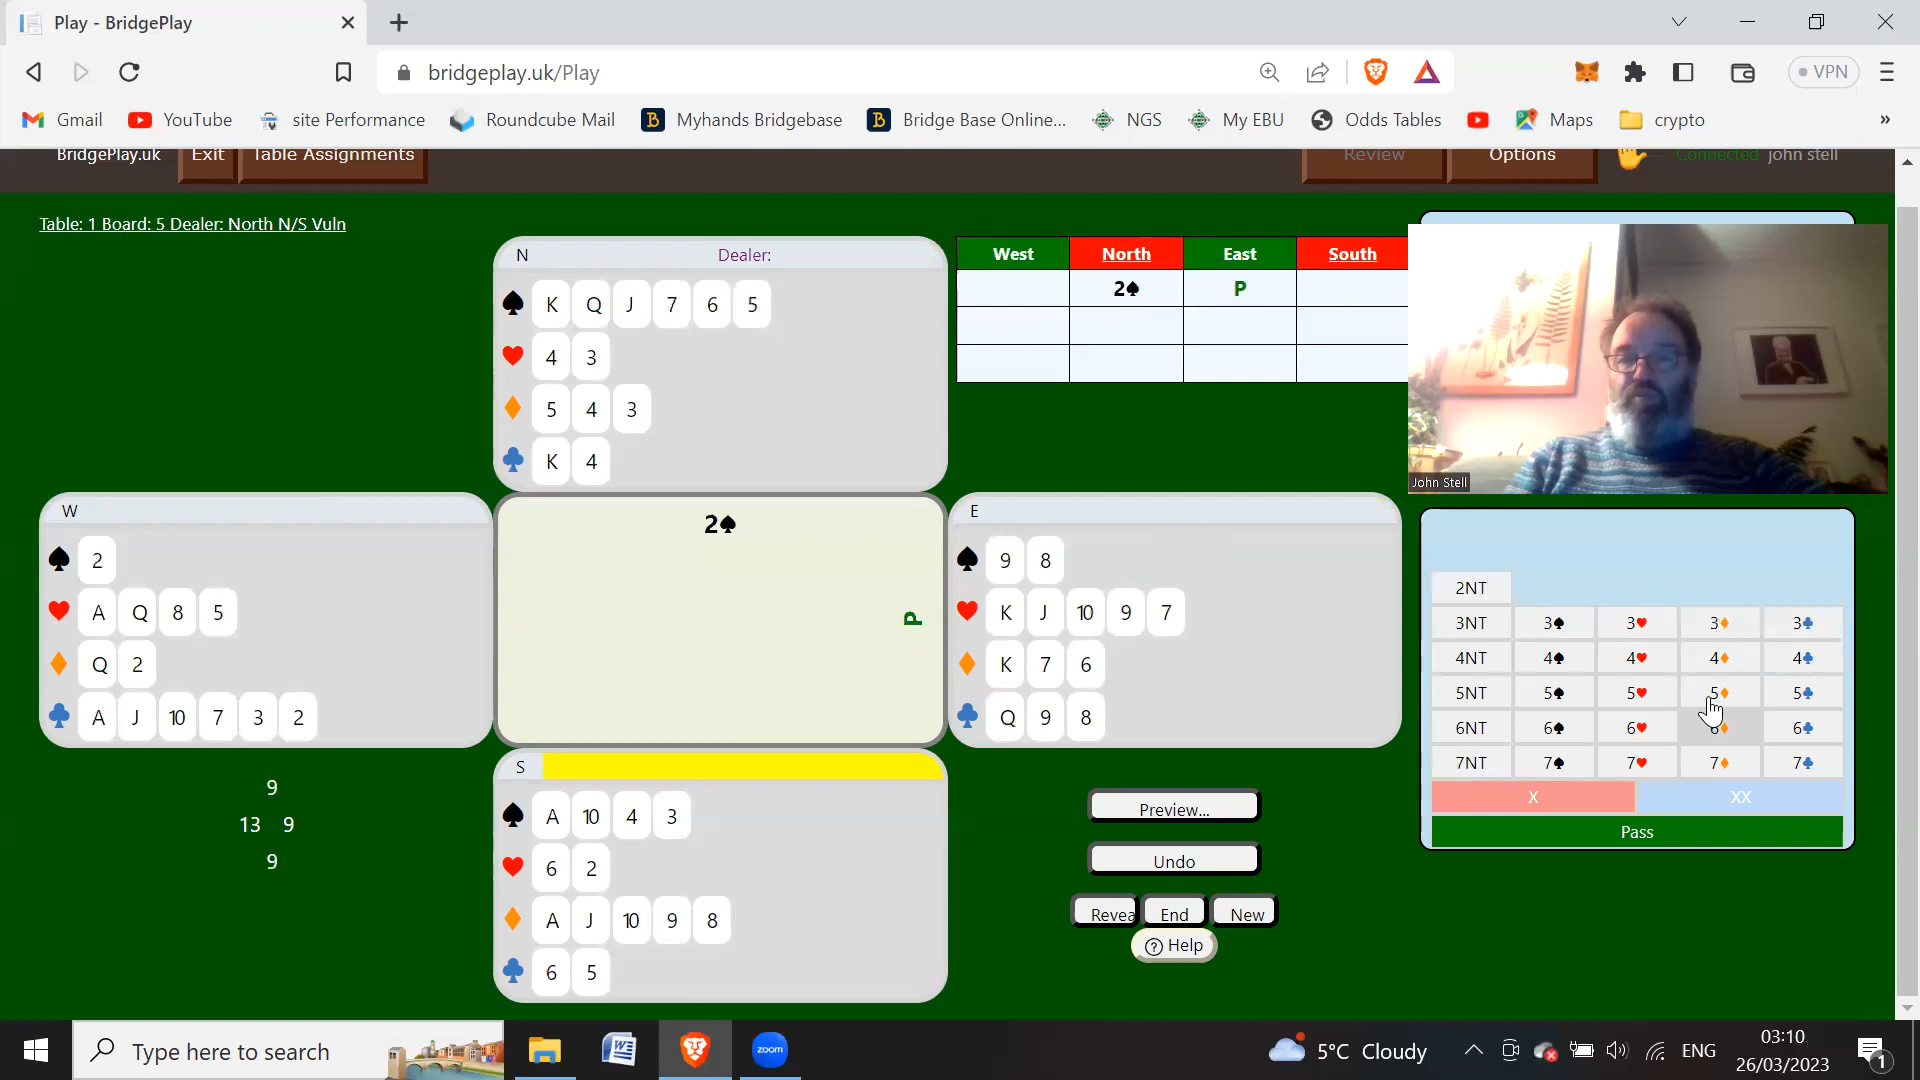 Play - BridgePlay
bridgeplay.uk/Play
VPN
Gmail YouTube site Performance Roundcube Mail Myhands Bridgebase Bridge Base Online... NGS My EBU Odds Tables Maps crypto »
BridgePlay.uk Exit Table Assignments Review Options Connected john stell
Table: 1 Board: 5 Dealer: North N/S Vuln
N Dealer:
♠ K Q J 7 6 5
♥ 4 3
♦ 5 4 3
♣ K 4
West North East South
2♠ P
John Stell
W
♠ 2
♥ A Q 8 5
♦ Q 2
♣ A J 10 7 3 2
2♠
P
E
♠ 9 8
♥ K J 10 9 7
♦ K 7 6
♣ Q 9 8
2NT
3NT 3♠ 3♥ 3♦ 3♣
4NT 4♠ 4♥ 4♦ 4♣
5NT 5♠ 5♥ 5♦ 5♣
6NT 6♠ 6♥ 6♦ 6♣
7NT 7♠ 7♥ 7♦ 7♣
X XX
Pass
9
13 9
9
S
♠ A 10 4 3
♥ 6 2
♦ A J 10 9 8
♣ 6 5
Preview...
Undo
Revea End New
? Help
Type here to search
W
zoom
5°C Cloudy
ENG
03:10
26/03/2023
1